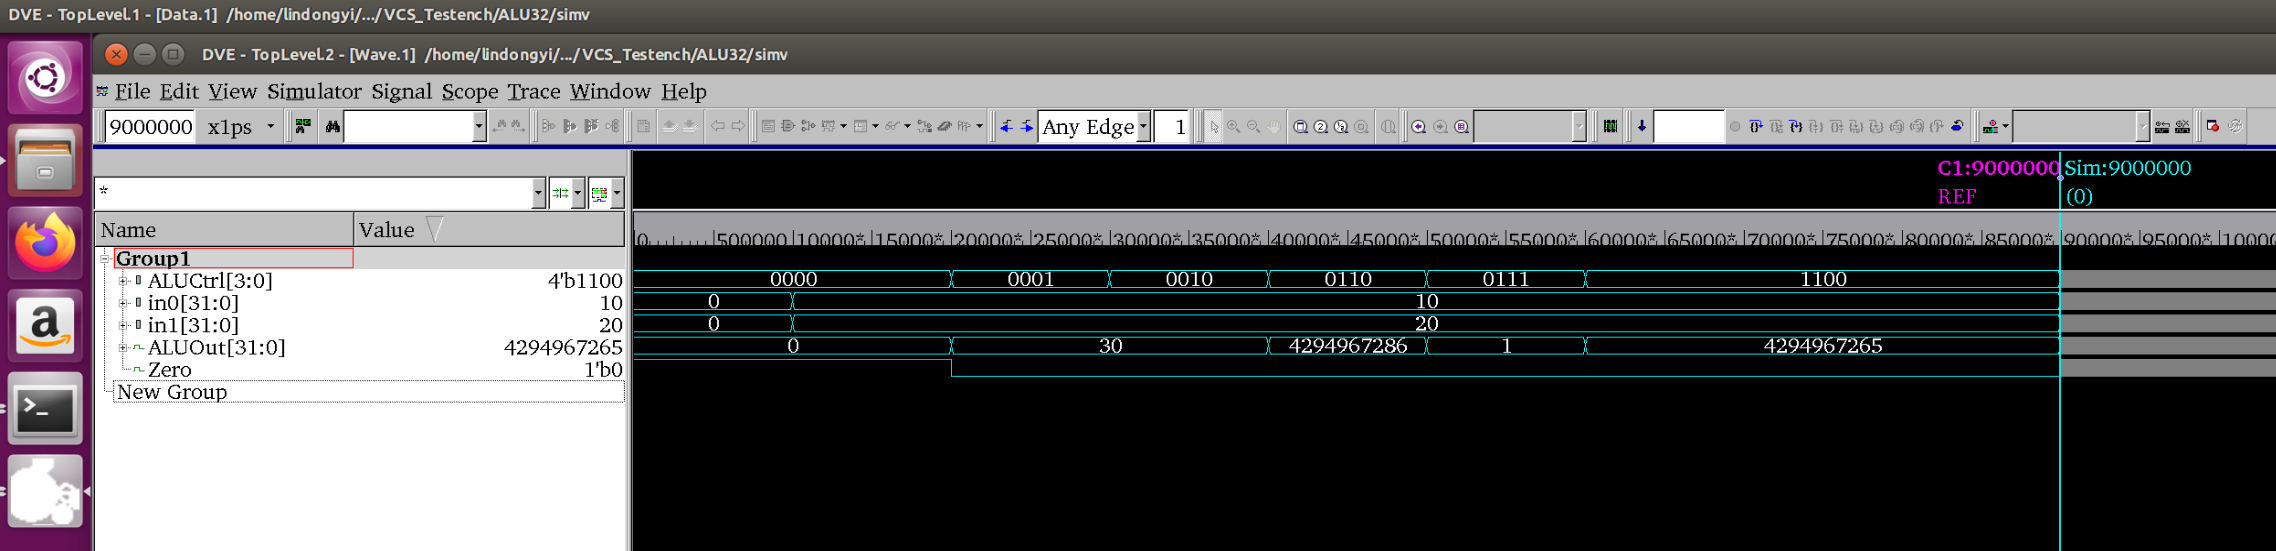 DVE - TopLevel.1 - [Data.1] /home/lindongyi/.../VCS_Testench/ALU32/simv
DVE - TopLevel.2 - [Wave.1] /home/lindongyi/.../VCS_Testench/ALU32/simv
File Edit View Simulator Signal Scope Trace Window Help
9000000 x1ps Any Edge 1
C1:9000000 Sim:9000000
REF (0)
*
Name Value
0 500000 10000* 15000* 20000* 25000* 30000* 35000* 40000* 45000* 50000* 55000* 60000* 65000* 70000* 75000* 80000* 85000* 90000* 95000* 10000
Group1
ALUCtrl[3:0] 4'b1100 0000 0001 0010 0110 0111 1100
in0[31:0] 10 0 10
in1[31:0] 20 0 20
ALUOut[31:0] 4294967265 0 30 4294967286 1 4294967265
Zero 1'b0
New Group